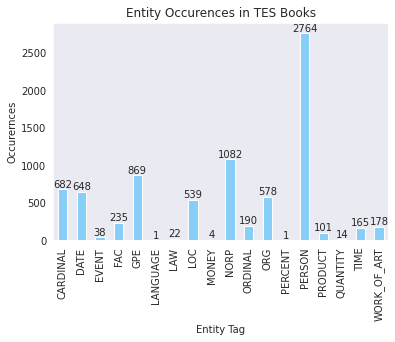 Entity Occurences in TES Books
Occuremces
2500
2000
1500
1000
500
0
682
648
38
235
869
1
22
539
4
1082
190
578
1
2764
101
14
165
178
CARDINAL
DATE
EVENT
FAC
GPE
LANGUAGE
LAW
LOC
MONEY
NORP
ORDINAL
ORG
PERCENT
PERSON
PRODUCT
QUANTITY
TIME
WORK_OF_ART
Entity Tag